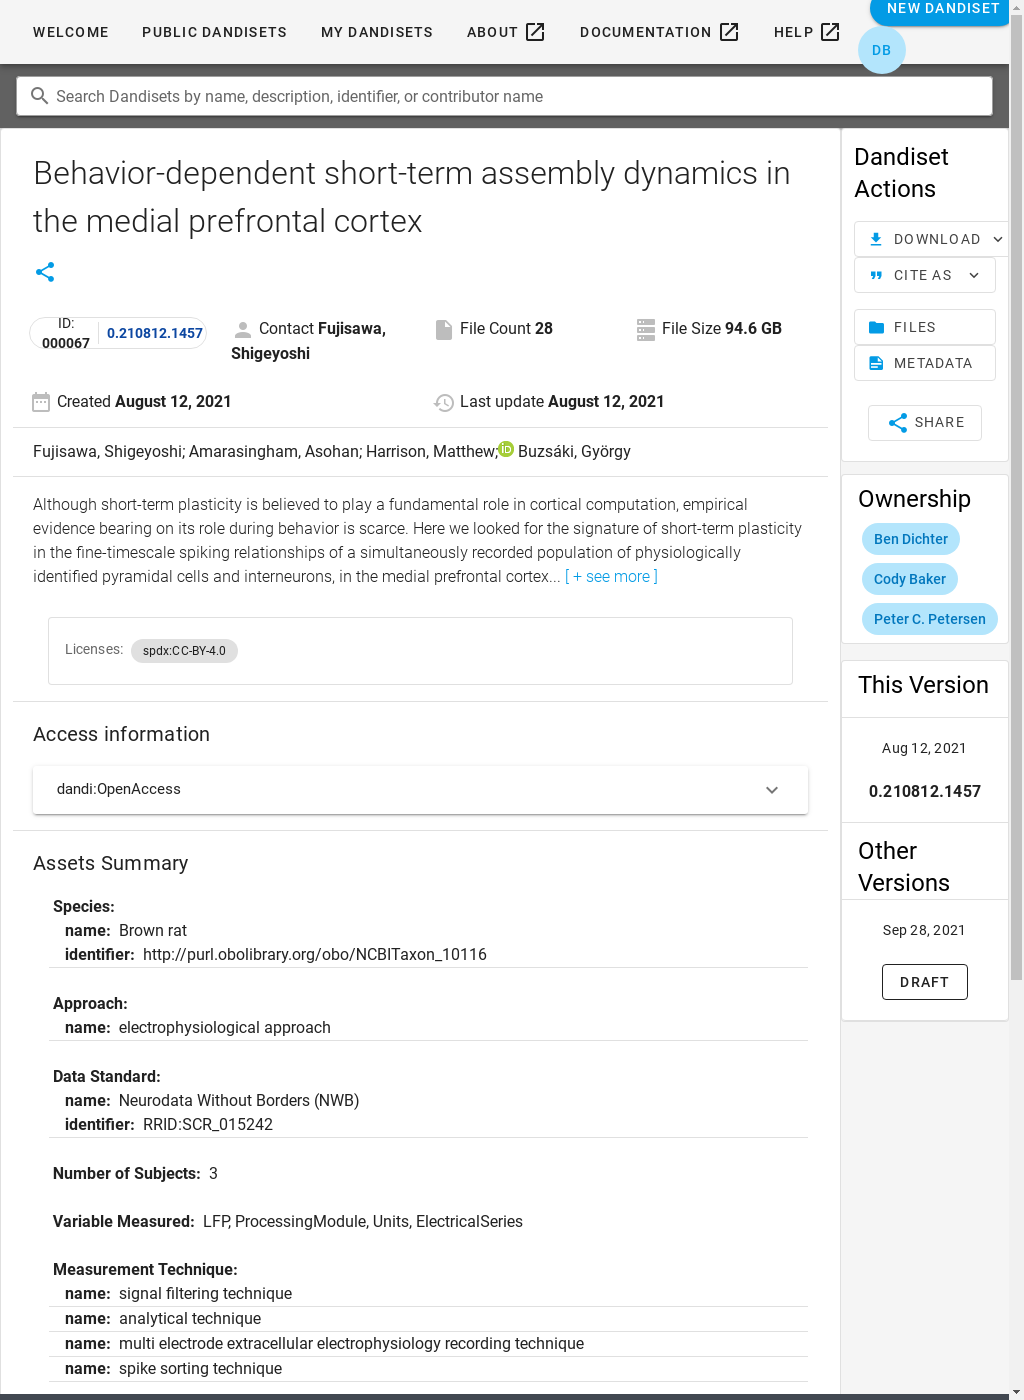 WELCOME PUBLIC DANDISETS MY DANDISETS ABOUT DOCUMENTATION HELP NEW DANDISET
DB
Search Dandisets by name, description, identifier, or contributor name
Behavior-dependent short-term assembly dynamics in
the medial prefrontal cortex
ID:
000067
0.210812.1457
Contact Fujisawa,
Shigeyoshi
File Count 28
File Size 94.6 GB
Created August 12, 2021
Last update August 12, 2021
Fujisawa, Shigeyoshi; Amarasingham, Asohan; Harrison, Matthew; iD Buzsáki, György
Although short-term plasticity is believed to play a fundamental role in cortical computation, empirical
evidence bearing on its role during behavior is scarce. Here we looked for the signature of short-term plasticity
in the fine-timescale spiking relationships of a simultaneously recorded population of physiologically
identified pyramidal cells and interneurons, in the medial prefrontal cortex... [ + see more ]
Licenses: spdx:CC-BY-4.0
Access information
dandi:OpenAccess
Assets Summary
Species:
name: Brown rat
identifier: http://purl.obolibrary.org/obo/NCBITaxon_10116
Approach:
name: electrophysiological approach
Data Standard:
name: Neurodata Without Borders (NWB)
identifier: RRID:SCR_015242
Number of Subjects: 3
Variable Measured: LFP, ProcessingModule, Units, ElectricalSeries
Measurement Technique:
name: signal filtering technique
name: analytical technique
name: multi electrode extracellular electrophysiology recording technique
name: spike sorting technique
Dandiset
Actions
DOWNLOAD
CITE AS
FILES
METADATA
SHARE
Ownership
Ben Dichter
Cody Baker
Peter C. Petersen
This Version
Aug 12, 2021
0.210812.1457
Other
Versions
Sep 28, 2021
DRAFT